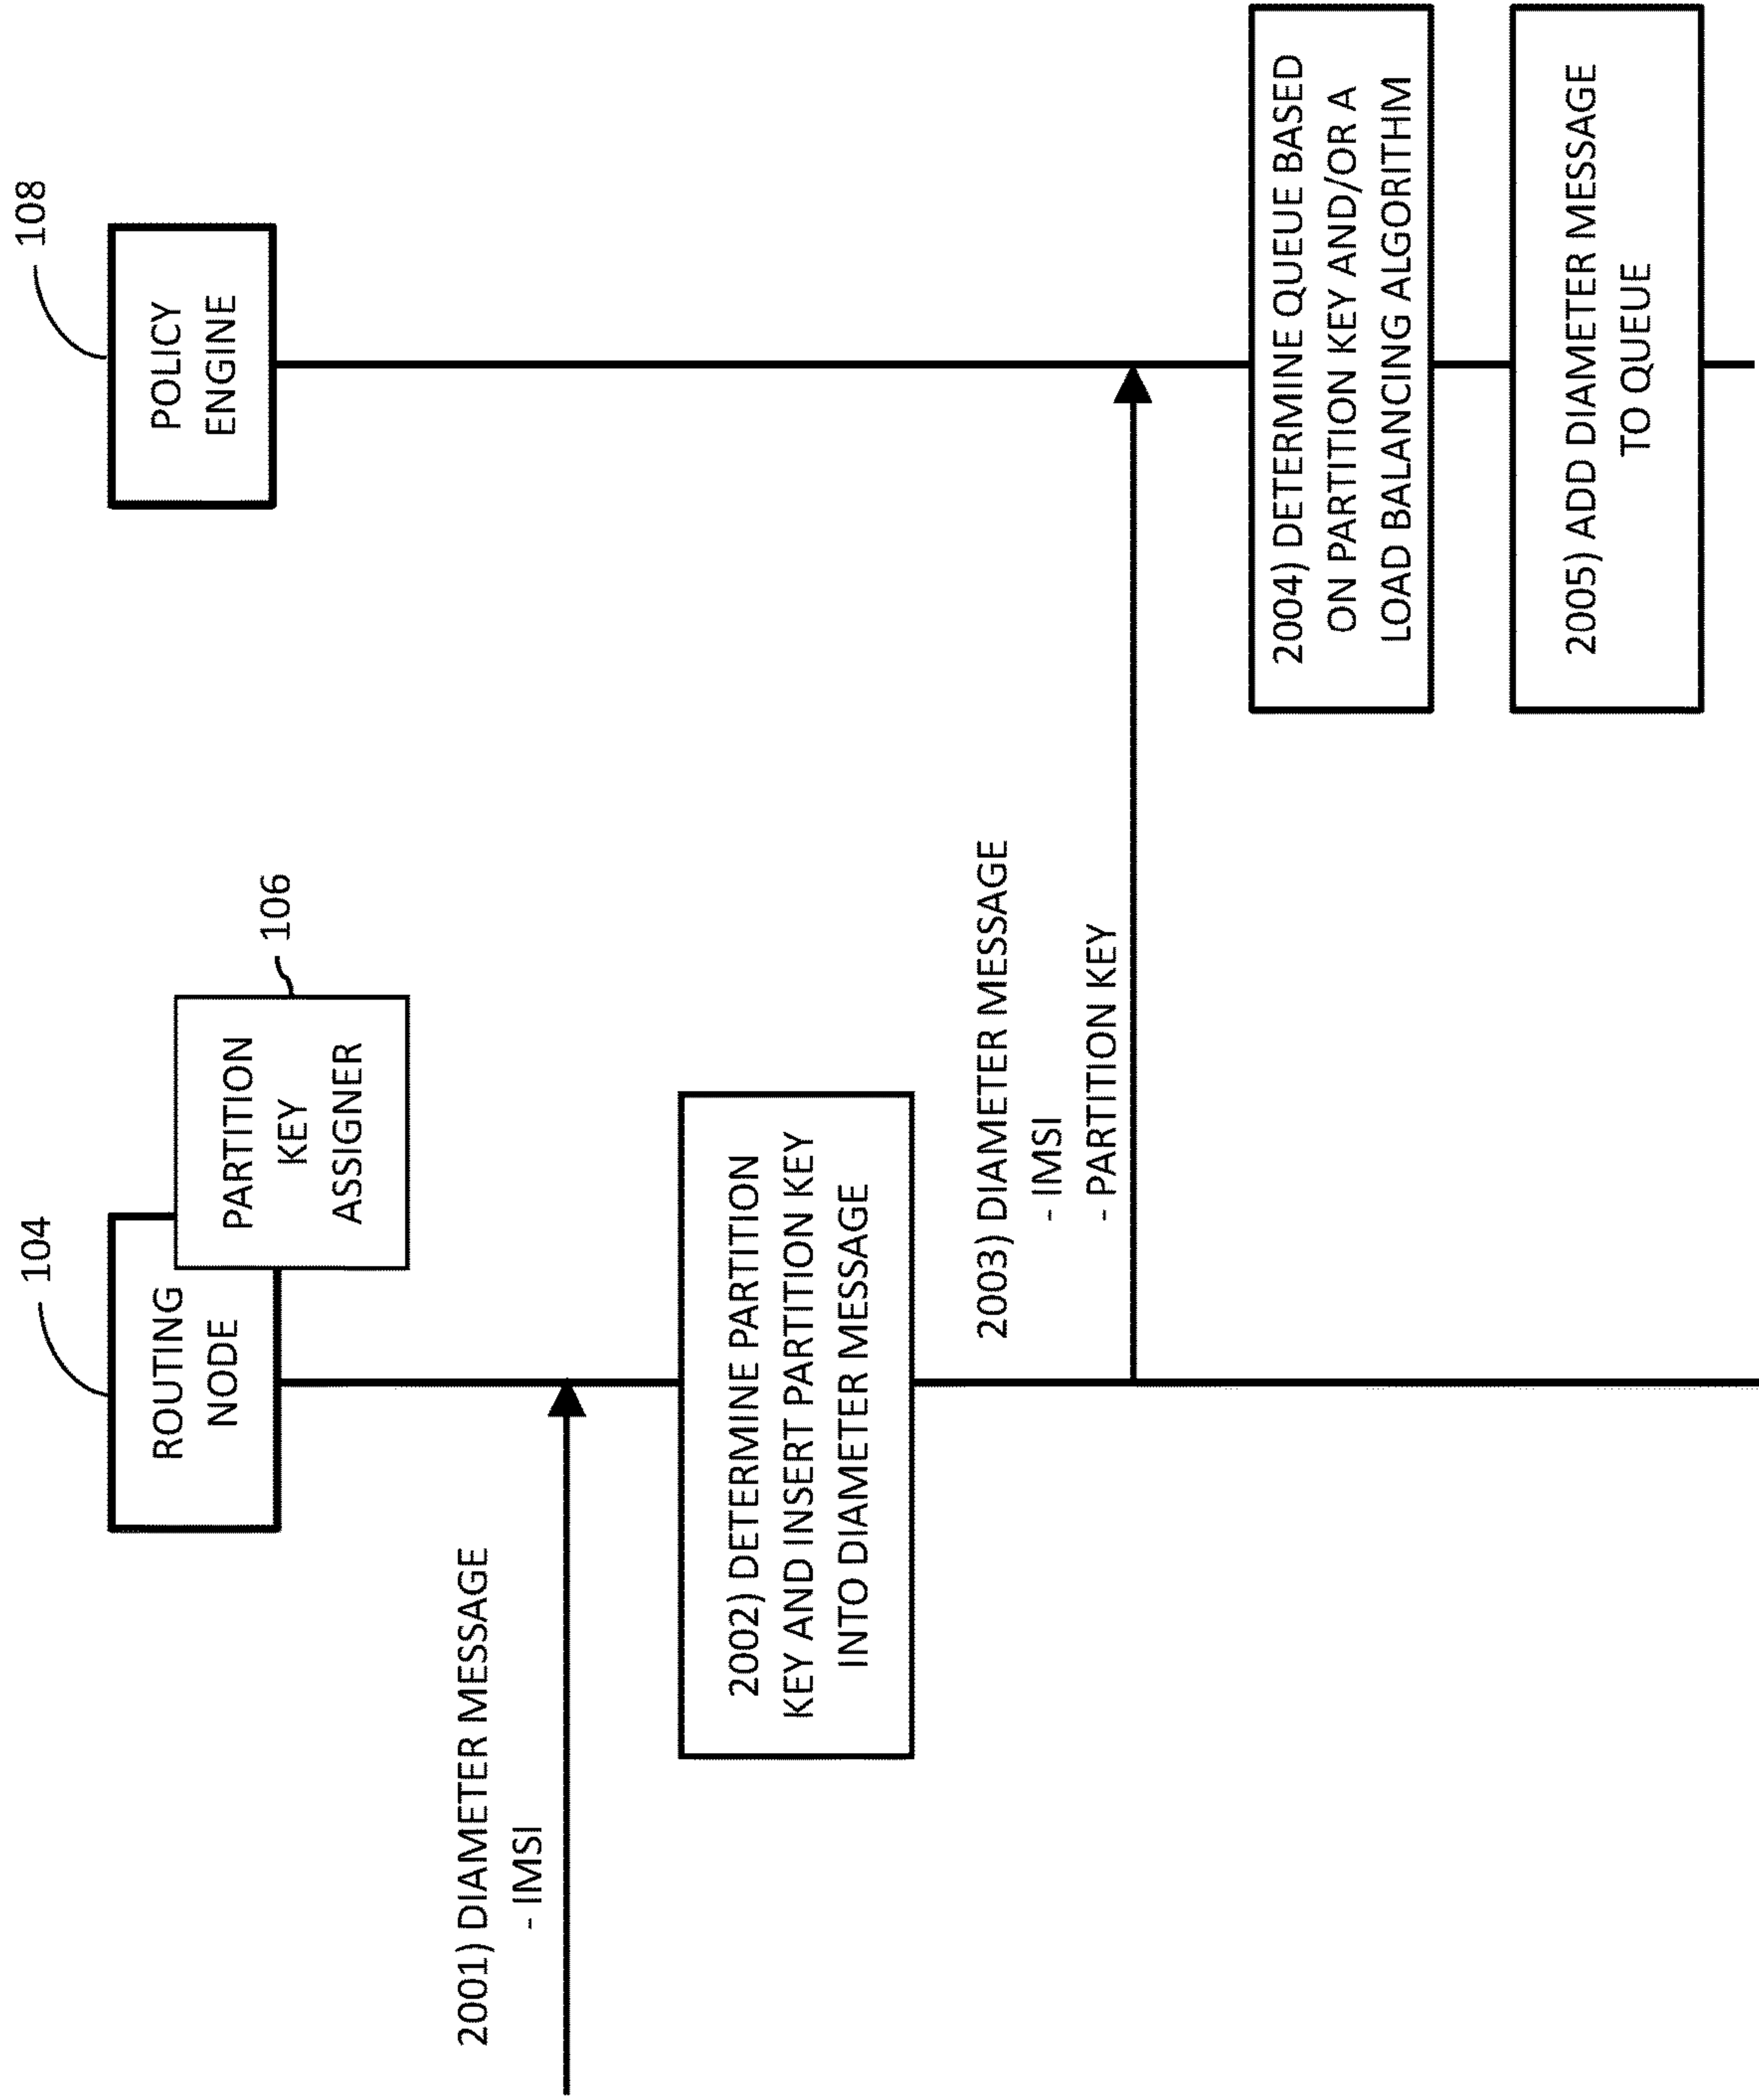 104
ROUTING
NODE
106
PARTITION
KEY
ASSIGNER
108
POLICY
ENGINE
2001) DIAMETER MESSAGE
- IMSI
2002) DETERMINE PARTITION
KEY AND INSERT PARTITION KEY
INTO DIAMETER MESSAGE
2003) DIAMETER MESSAGE
- IMSI
- PARTITION KEY
2004) DETERMINE QUEUE BASED
ON PARTITION KEY AND/OR A
LOAD BALANCING ALGORITHM
2005) ADD DIAMETER MESSAGE
TO QUEUE